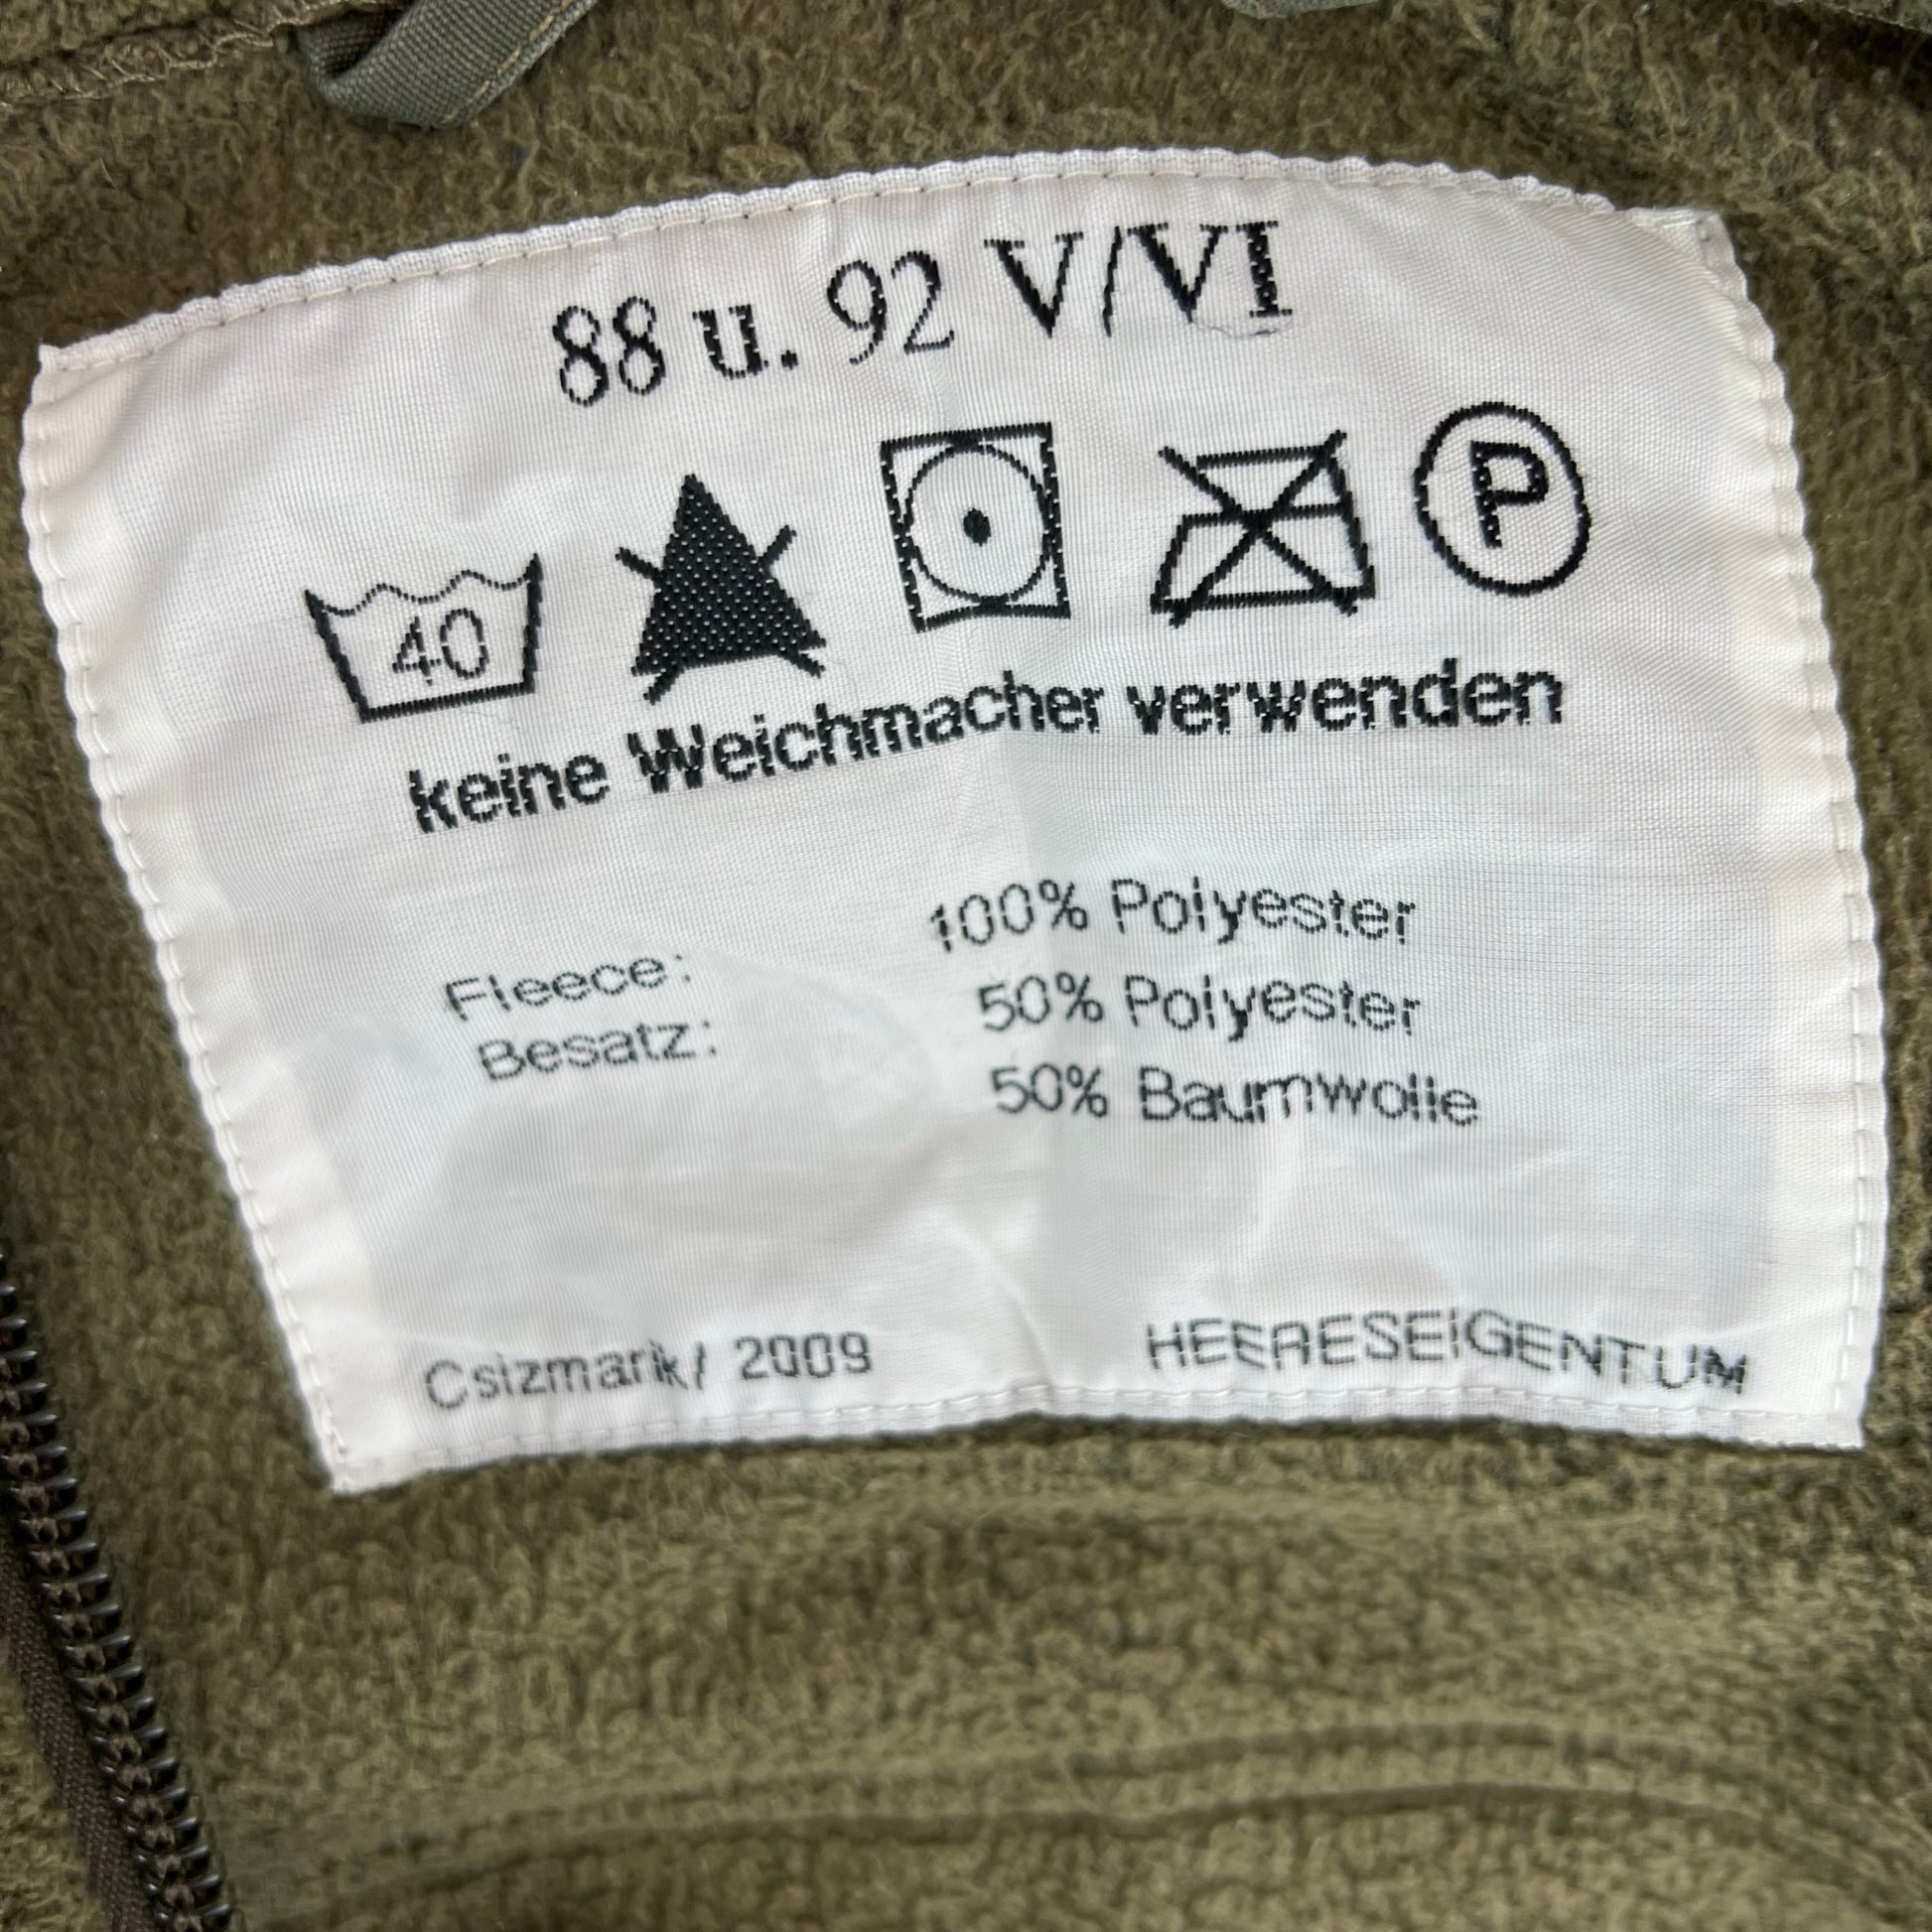 88 u. 92 V/VI
40
P
keine Weichmacher verwenden
Fleece: 100% Polyester
Besatz: 50% Polyester
50% Baumwolle
Csizmarik/ 2009
HEERESEIGENTUM